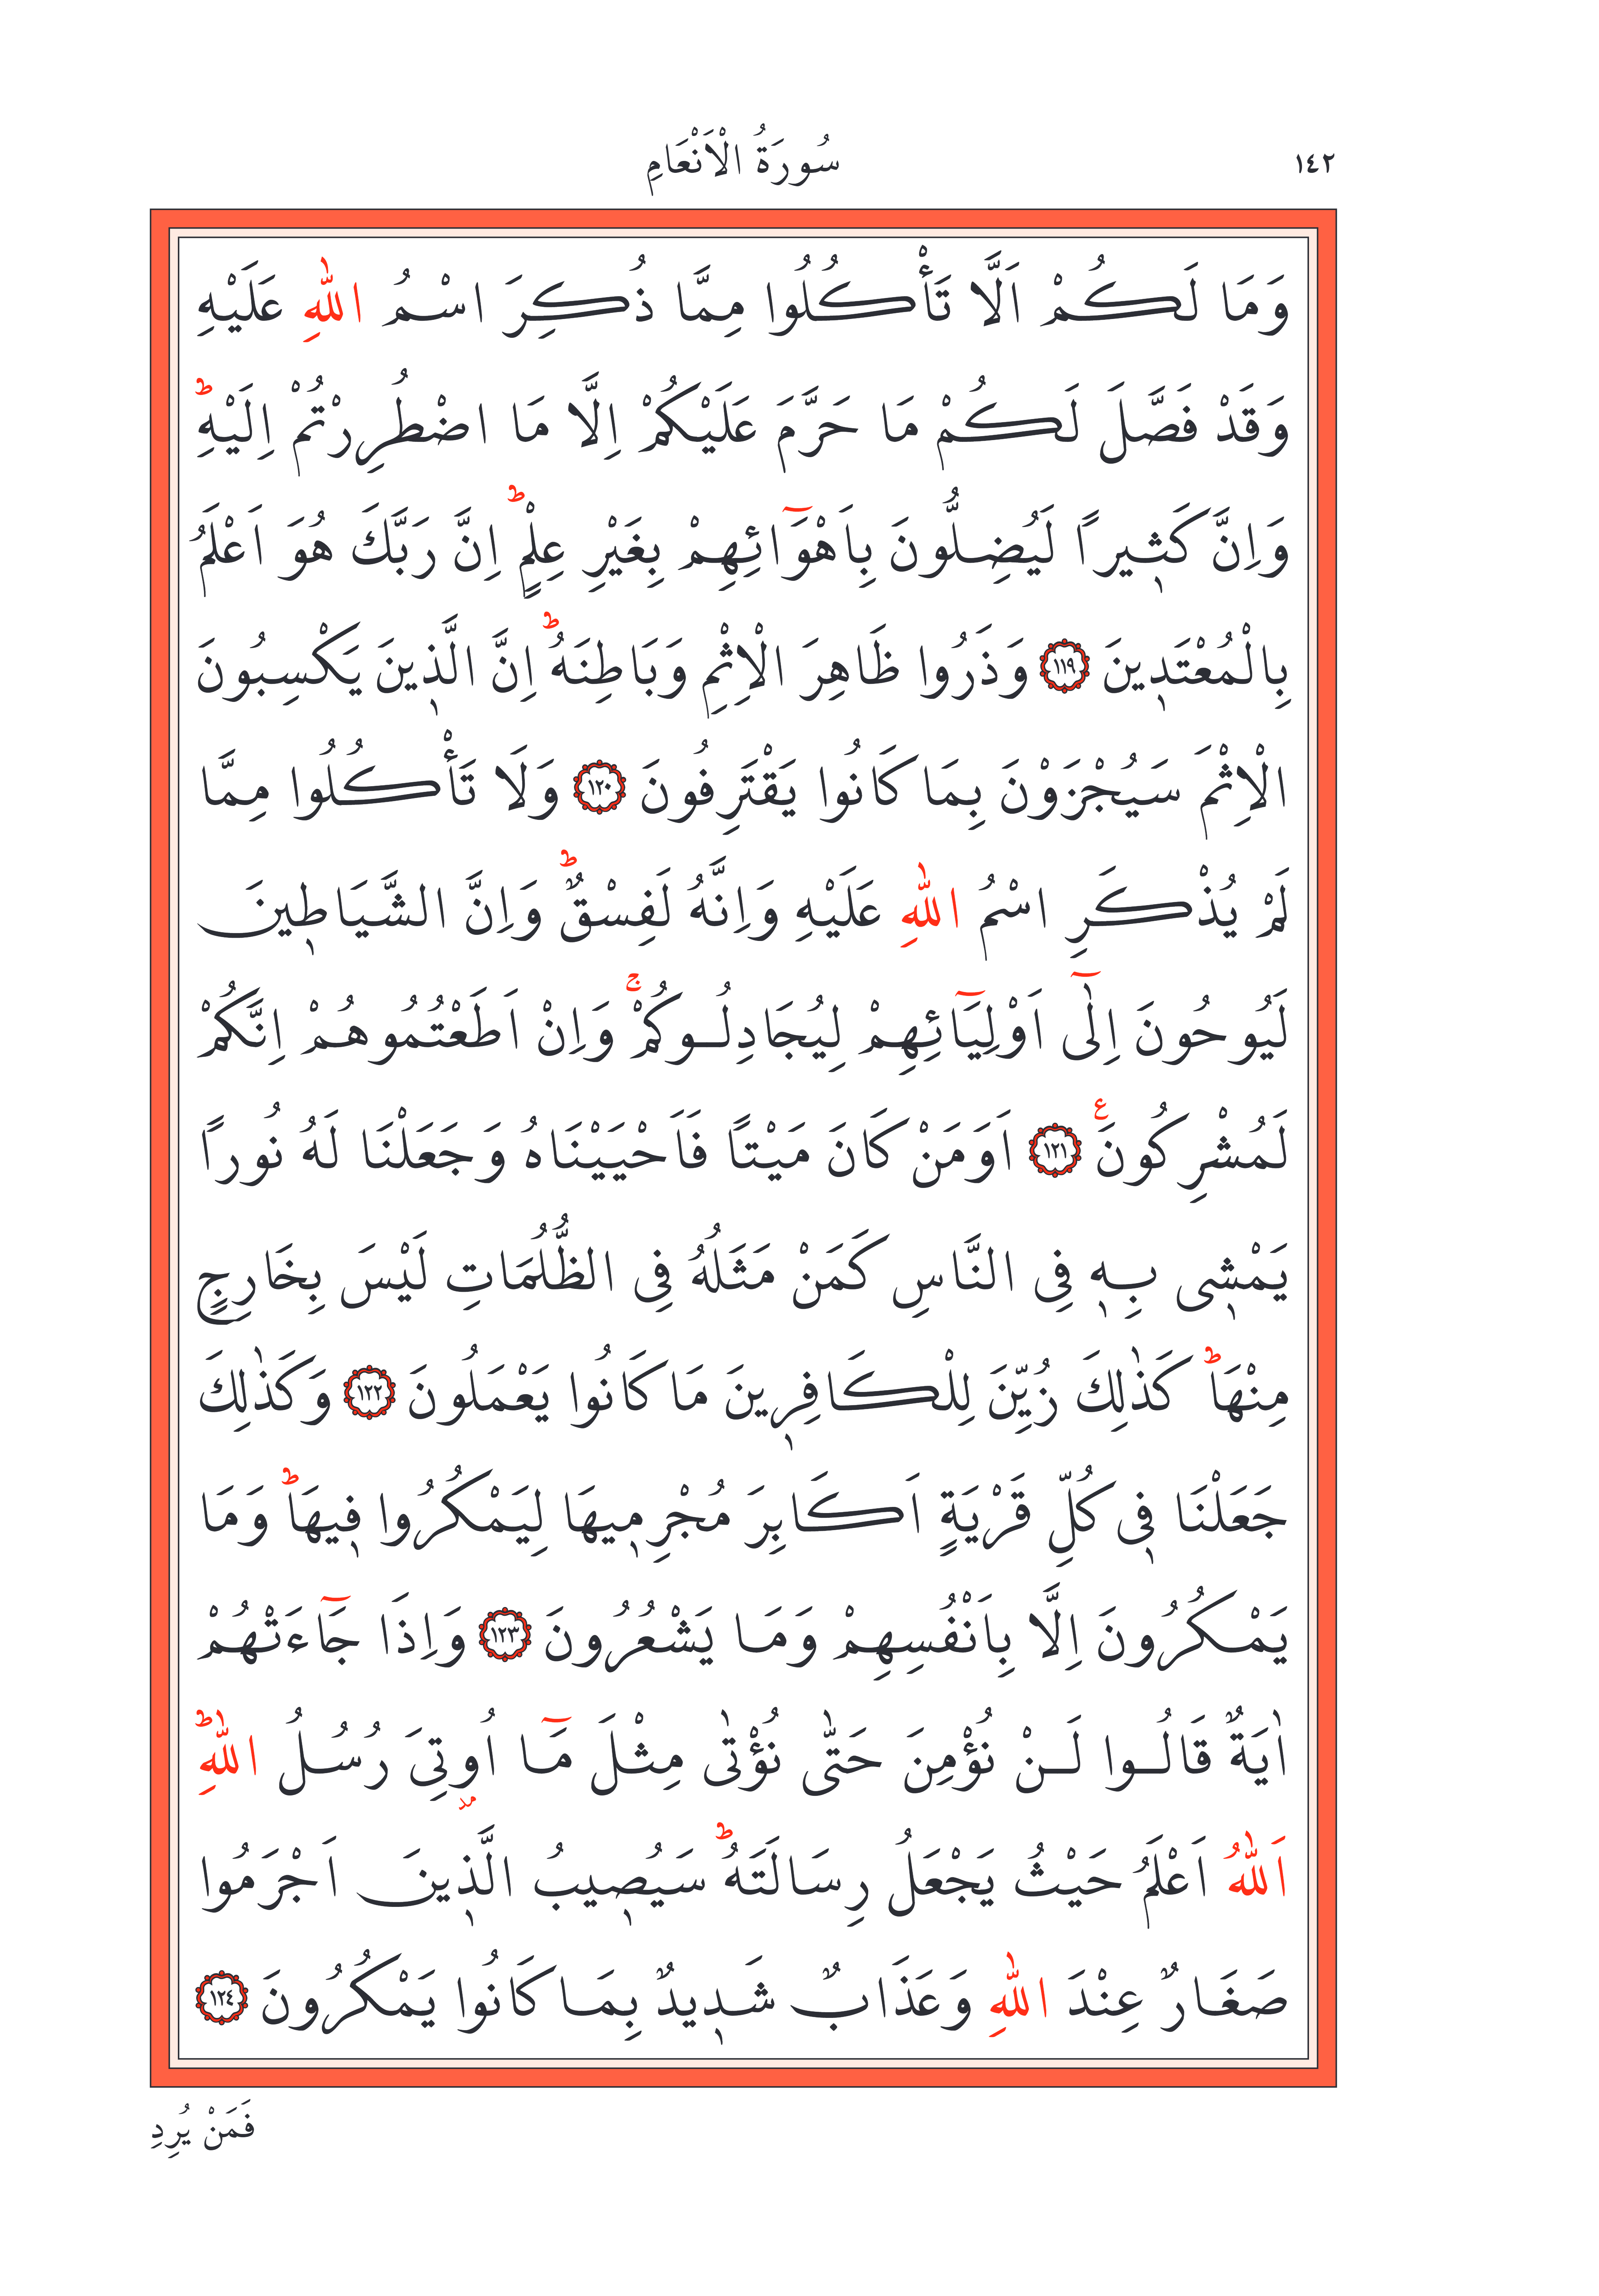 ١٤٢
سُورَةُ الْاَنْعَامِ
وَمَا لَكُمْ اَلَّا تَأْكُلُوا مِمَّا ذُكِرَ اسْمُ اللّٰهِ عَلَيْهِ
وَقَدْ فَصَّلَ لَكُمْ مَا حَرَّمَ عَلَيْكُمْ اِلَّا مَا اضْطُرِرْتُمْ اِلَيْهِۜ
وَاِنَّ كَثٖيراً لَيُضِلُّونَ بِاَهْوَٓائِهِمْ بِغَيْرِ عِلْمٍۜ اِنَّ رَبَّكَ هُوَ اَعْلَمُ
بِالْمُعْتَدٖينَ ﴿١١٩﴾ وَذَرُوا ظَاهِرَ الْاِثْمِ وَبَاطِنَهُۜ اِنَّ الَّذٖينَ يَكْسِبُونَ
الْاِثْمَ سَيُجْزَوْنَ بِمَا كَانُوا يَقْتَرِفُونَ ﴿١٢٠﴾ وَلَا تَأْكُلُوا مِمَّا
لَمْ يُذْكَرِ اسْمُ اللّٰهِ عَلَيْهِ وَاِنَّهُ لَفِسْقٌۜ وَاِنَّ الشَّيَاطٖينَ
لَيُوحُونَ اِلٰٓى اَوْلِيَٓائِهِمْ لِيُجَادِلُوكُمْۚ وَاِنْ اَطَعْتُمُوهُمْ اِنَّكُمْ
لَمُشْرِكُونَࣖ ﴿١٢١﴾ اَوَمَنْ كَانَ مَيْتاً فَاَحْيَيْنَاهُ وَجَعَلْنَا لَهُ نُوراً
يَمْشٖى بِهٖ فِى النَّاسِ كَمَنْ مَثَلُهُ فِى الظُّلُمَاتِ لَيْسَ بِخَارِجٍ
مِنْهَاۜ كَذٰلِكَ زُيِّنَ لِلْكَافِرٖينَ مَا كَانُوا يَعْمَلُونَ ﴿١٢٢﴾ وَكَذٰلِكَ
جَعَلْنَا فٖى كُلِّ قَرْيَةٍ اَكَابِرَ مُجْرِمٖيهَا لِيَمْكُرُوا فٖيهَاۜ وَمَا
يَمْكُرُونَ اِلَّا بِاَنْفُسِهِمْ وَمَا يَشْعُرُونَ ﴿١٢٣﴾ وَاِذَا جَٓاءَتْهُمْ
اٰيَةٌ قَالُوا لَنْ نُؤْمِنَ حَتّٰى نُؤْتٰى مِثْلَ مَٓا اُو۫تِىَ رُسُلُ اللّٰهِۜ
اَللّٰهُ اَعْلَمُ حَيْثُ يَجْعَلُ رِسَالَتَهُۜ سَيُصٖيبُ الَّذٖينَ اَجْرَمُوا
صَغَارٌ عِنْدَ اللّٰهِ وَعَذَابٌ شَدٖيدٌ بِمَا كَانُوا يَمْكُرُونَ ﴿١٢٤﴾
فَمَنْ يُرِدِ